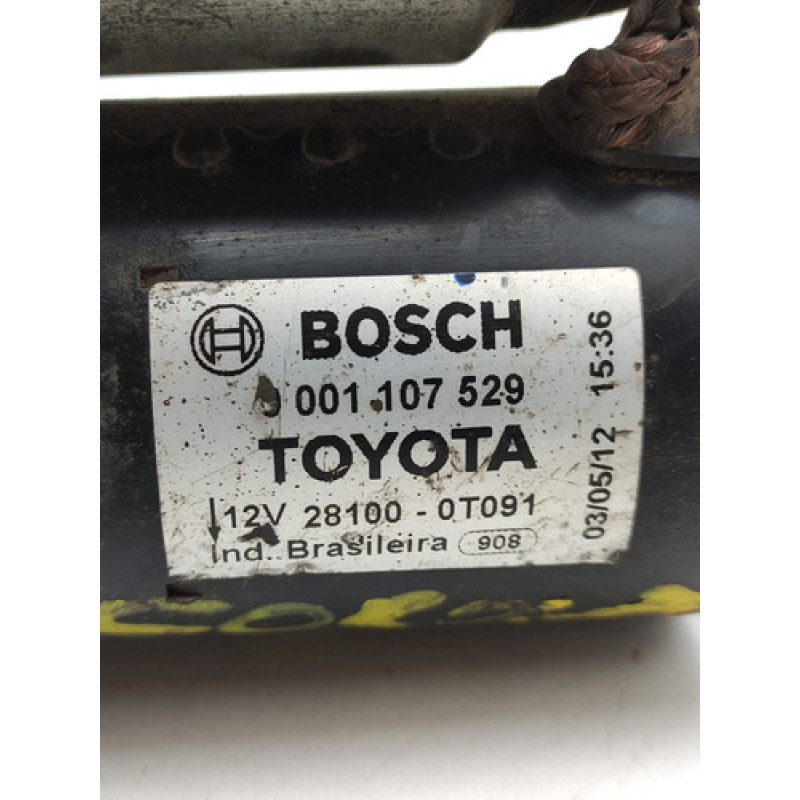 BOSCH
001 107 529
TOYOTA
12V 28100 - 0T091
Ind. Brasileira 908
03/05/12 15:36